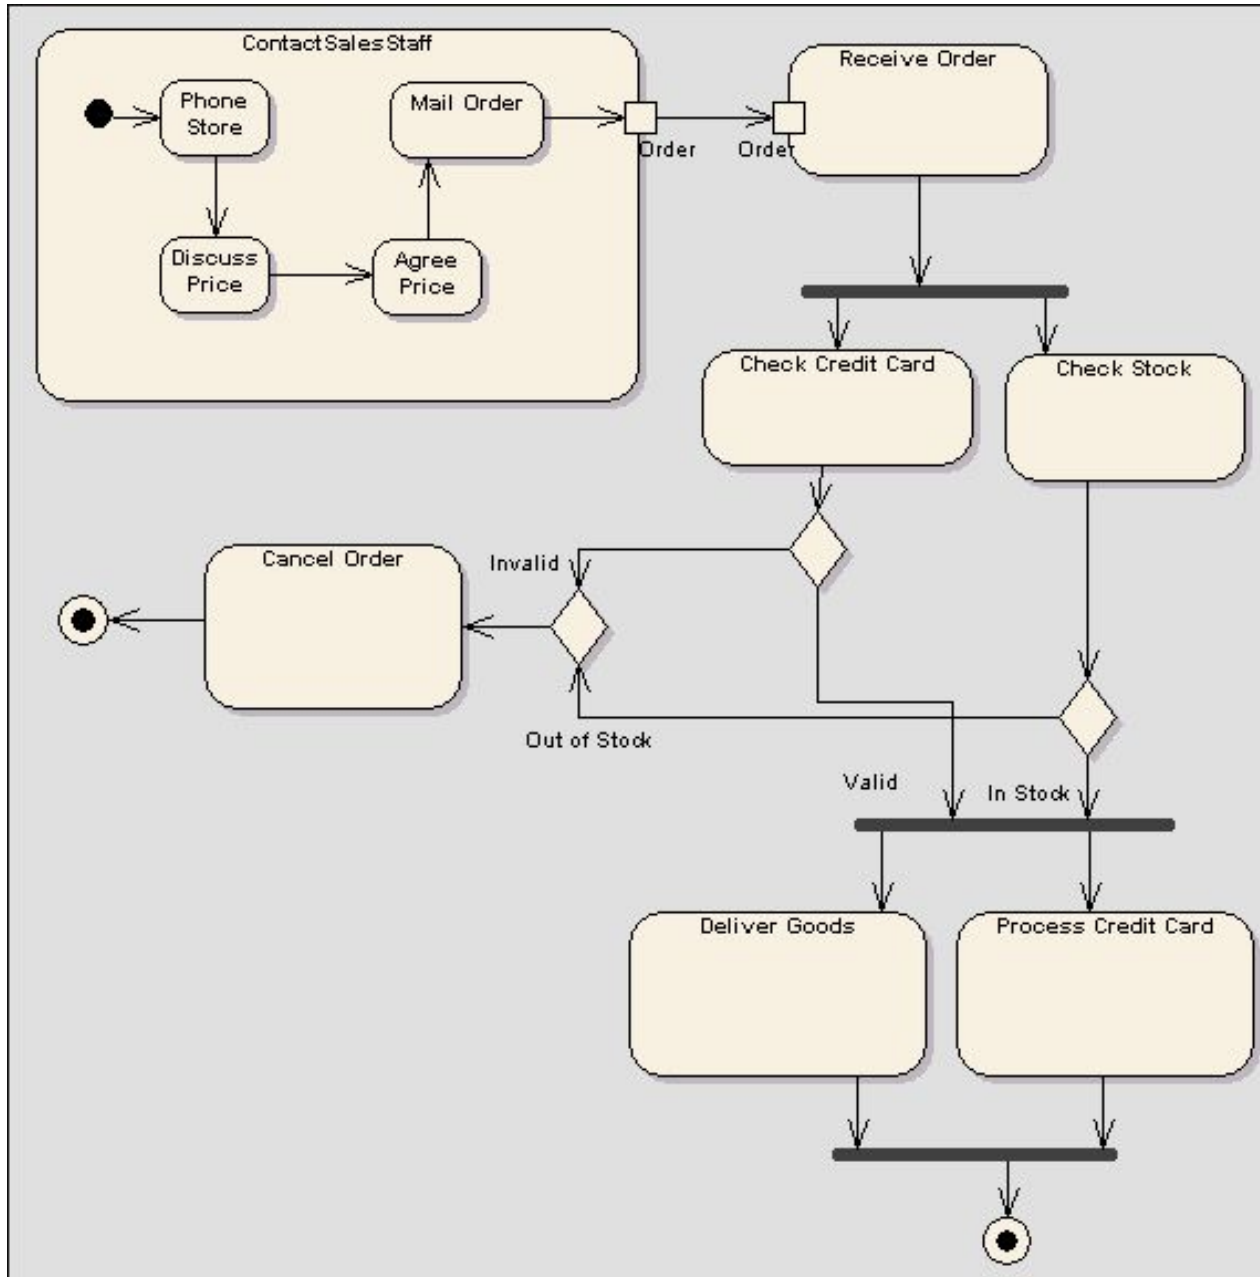 ContactSalesStaff
Receive Order
Phone
Store
Mail Order
Order
Order
Discuss
Price
Agree
Price
Check Credit Card
Check Stock
Cancel Order
Invalid
Out of Stock
Valid
In Stock
Deliver Goods
Process Credit Card